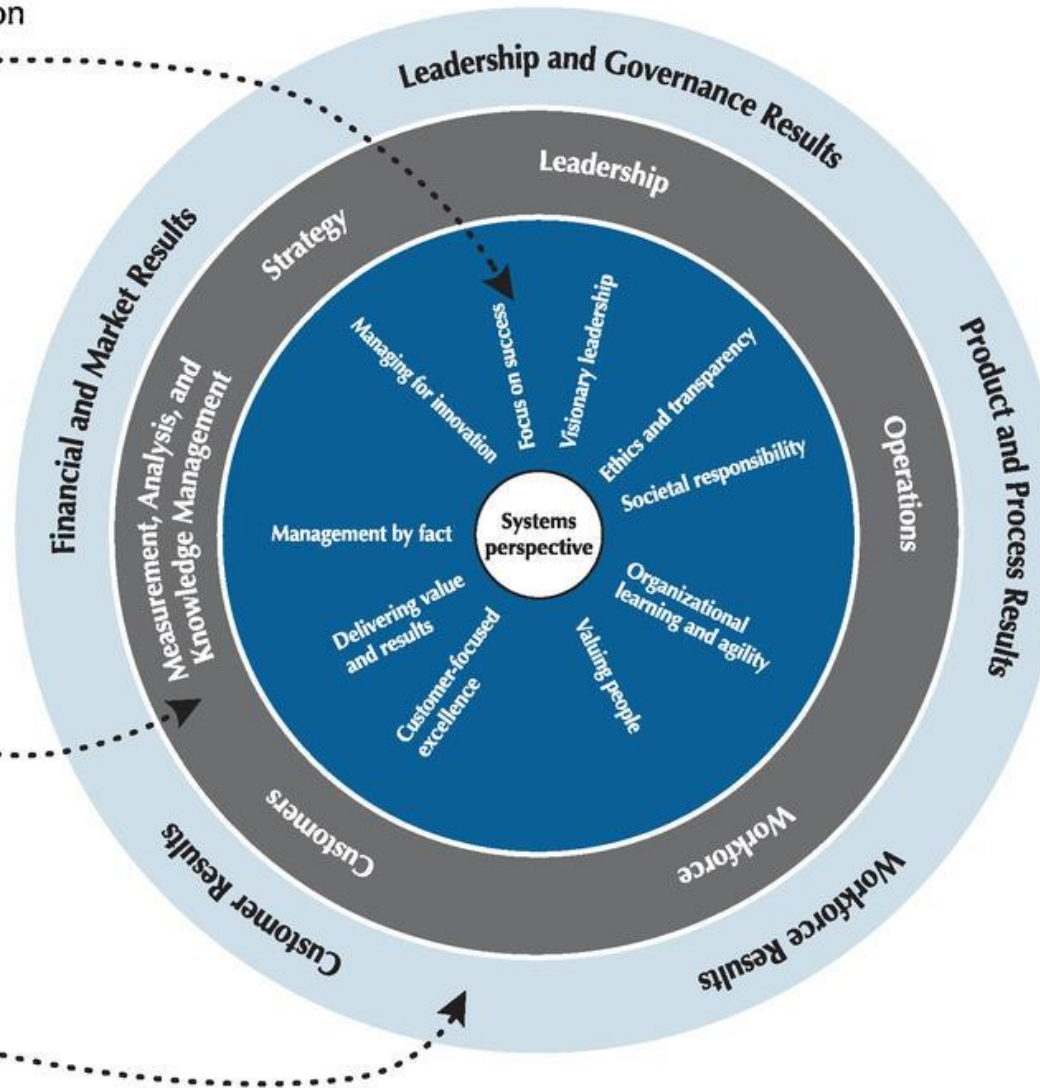 on
Leadership and Governance Results
Leadership
Strategy
Financial and Market Results
Measurement, Analysis, and
Knowledge Management
Product and Process Results
Operations
Managing for innovation
Focus on success
Visionary leadership
Ethics and transparency
Societal responsibility
Management by fact
Systems
perspective
Organizational
learning and agility
Delivering value
and results
Customer-focused
excellence
Valuing people
Customers
Workforce
Customer Results
Workforce Results